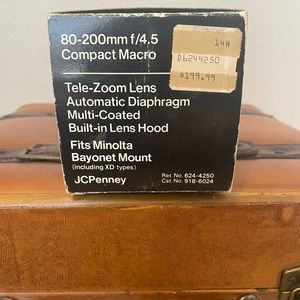 80-200mm f/4.5
Compact Macro
14H
D6244250
$199.99
Tele-Zoom Lens
Automatic Diaphragm
Multi-Coated
Built-in Lens Hood
Fits Minolta
Bayonet Mount
(including XD types)
JCPenney
Ret. No. 624-4250
Cat. No. 918-6024